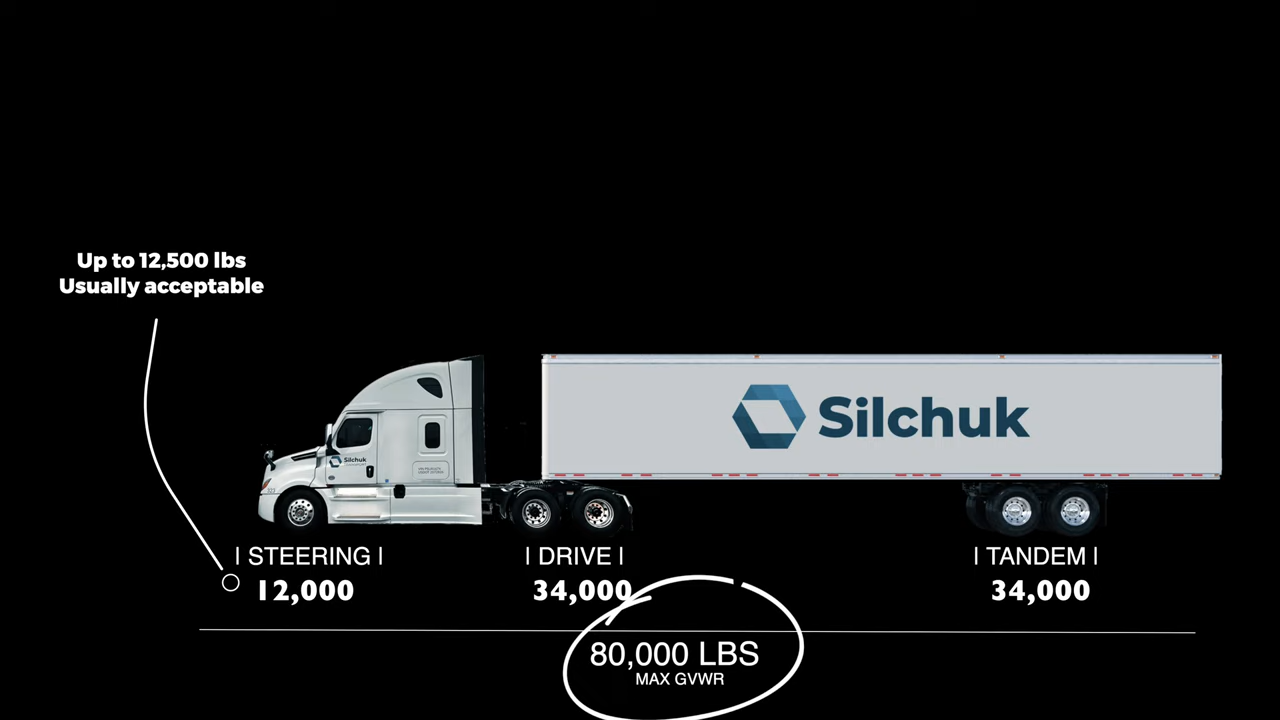 Up to 12,500 lbs
Usually acceptable
Silchuk
Silchuk
| STEERING |
12,000
| DRIVE |
34,000
| TANDEM |
34,000
80,000 LBS
MAX GVWR